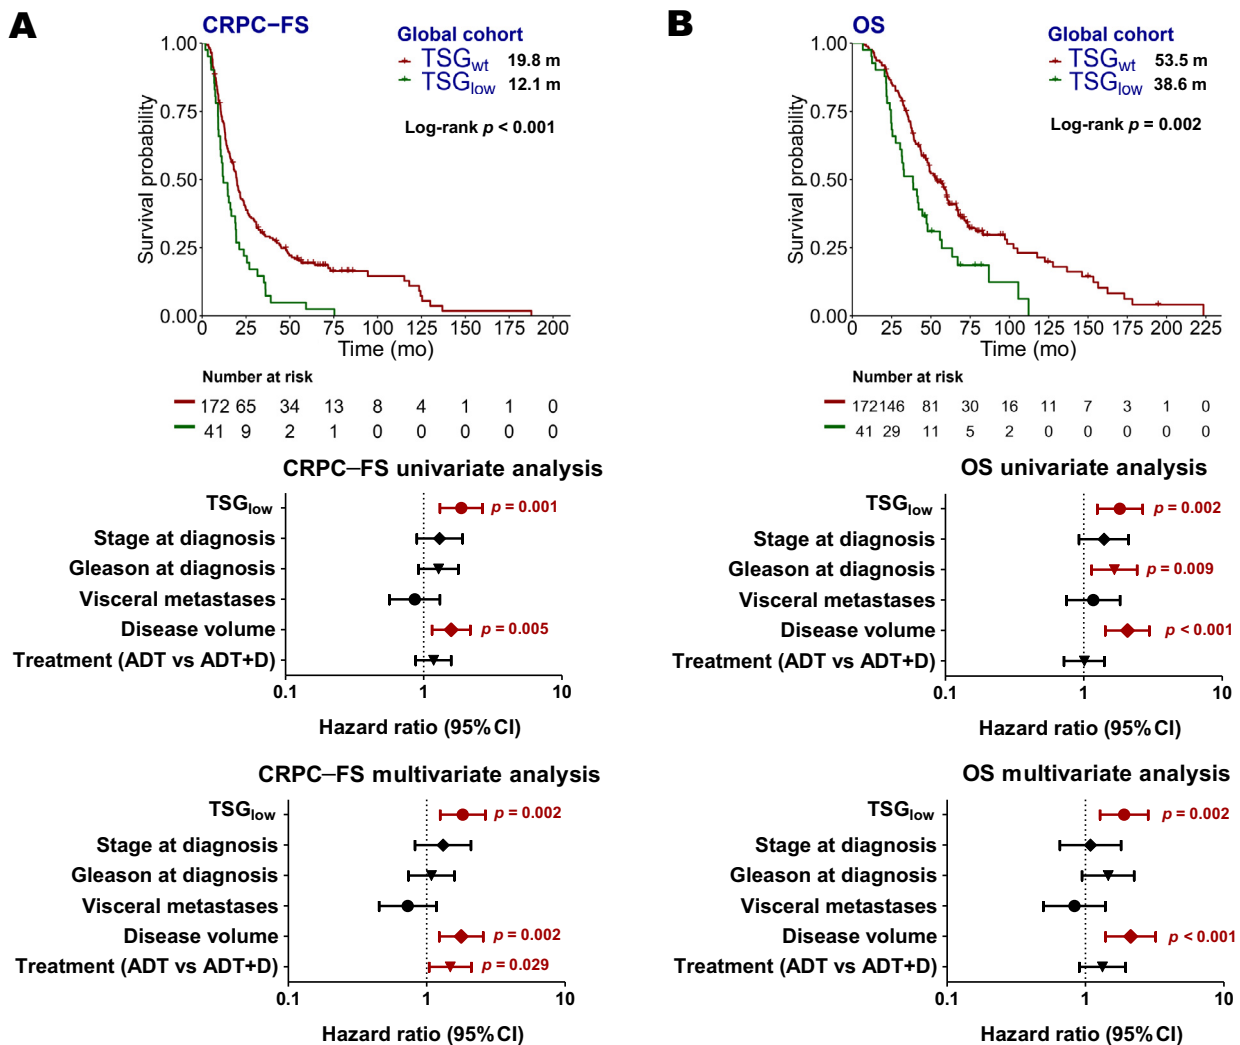 A
CRPC−FS
Global cohort
TSGwt 19.8 m
TSGlow 12.1 m
Log-rank p < 0.001
Survival probability
1.00
0.75
0.50
0.25
0.00
0 25 50 75 100 125 150 175 200
Time (mo)
Number at risk
172 65 34 13 8 4 1 1 0
41 9 2 1 0 0 0 0 0
CRPC–FS univariate analysis
TSGlow p = 0.001
Stage at diagnosis
Gleason at diagnosis
Visceral metastases
Disease volume p = 0.005
Treatment (ADT vs ADT+D)
0.1 1 10
Hazard ratio (95% CI)
CRPC–FS multivariate analysis
TSGlow p = 0.002
Stage at diagnosis
Gleason at diagnosis
Visceral metastases
Disease volume p = 0.002
Treatment (ADT vs ADT+D) p = 0.029
0.1 1 10
Hazard ratio (95% CI)
B
OS
Global cohort
TSGwt 53.5 m
TSGlow 38.6 m
Log-rank p = 0.002
Survival probability
1.00
0.75
0.50
0.25
0.00
0 25 50 75 100 125 150 175 200 225
Time (mo)
Number at risk
172 146 81 30 16 11 7 3 1 0
41 29 11 5 2 0 0 0 0 0
OS univariate analysis
TSGlow p = 0.002
Stage at diagnosis
Gleason at diagnosis p = 0.009
Visceral metastases
Disease volume p < 0.001
Treatment (ADT vs ADT+D)
0.1 1 10
Hazard ratio (95% CI)
OS multivariate analysis
TSGlow p = 0.002
Stage at diagnosis
Gleason at diagnosis
Visceral metastases
Disease volume p < 0.001
Treatment (ADT vs ADT+D)
0.1 1 10
Hazard ratio (95% CI)